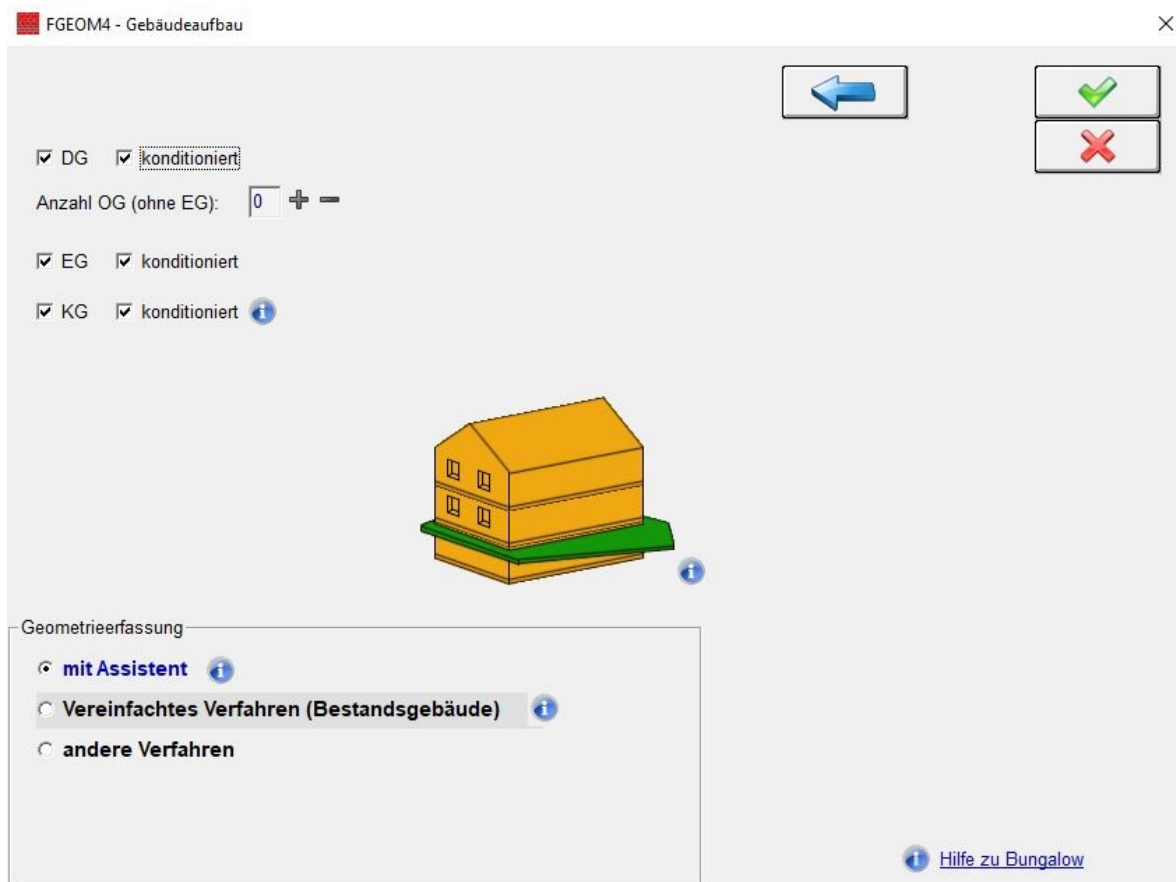 FGEOM4 - Gebäudeaufbau
DG konditioniert
Anzahl OG (ohne EG): 0
EG konditioniert
KG konditioniert
Geometrieerfassung
mit Assistent
Vereinfachtes Verfahren (Bestandsgebäude)
andere Verfahren
Hilfe zu Bungalow